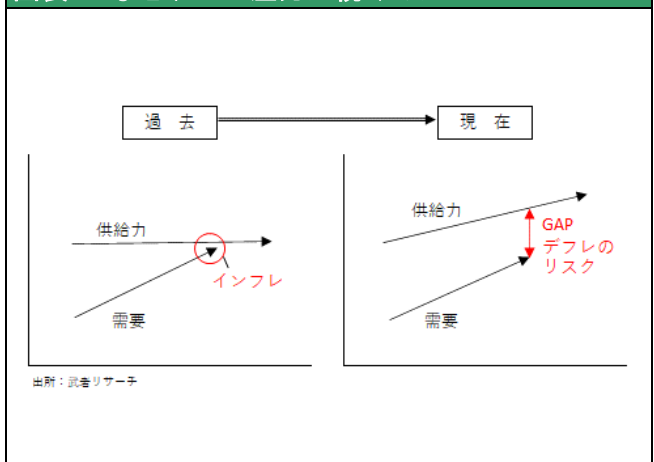 過 去
現 在
供給力
インフレ
需要
供給力
GAP
デフレの
リスク
需要
出所：武者リサーチ